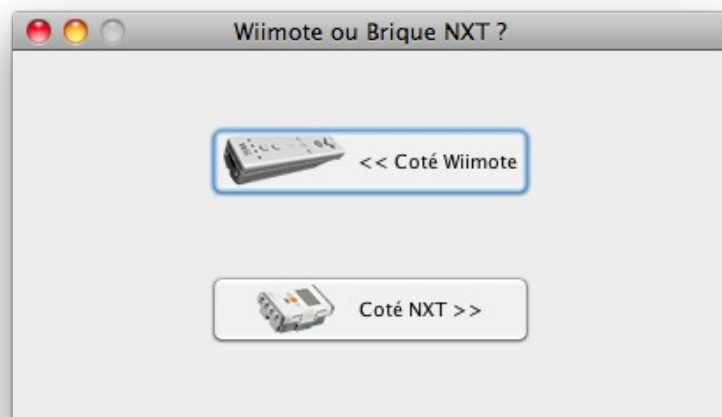 Wiimote ou Brique NXT ?
<< Coté Wiimote
Coté NXT >>